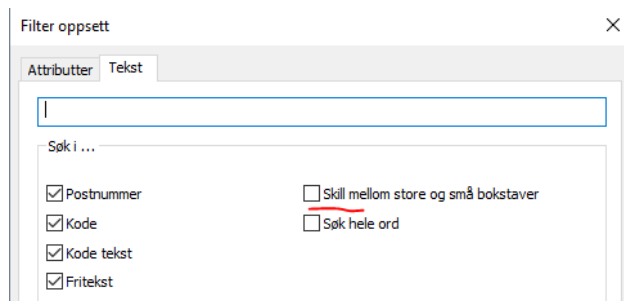 Filter oppsett
Attributter Tekst
Søk i ...
Postnummer Skill mellom store og små bokstaver
Kode Søk hele ord
Kode tekst
Fritekst